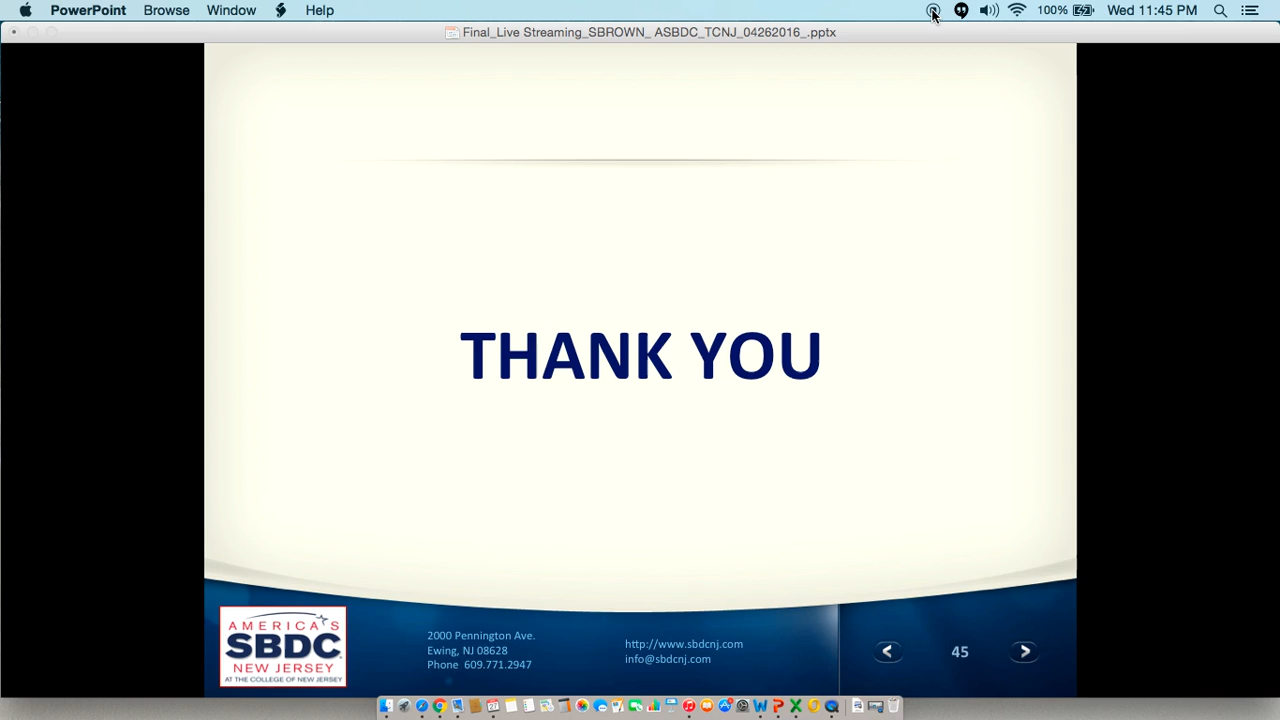 PowerPoint Browse Window Help 100% Wed 11:45 PM
Final_Live Streaming_SBROWN_ ASBDC_TCNJ_04262016_.pptx
THANK YOU
AMERICA'S
SBDC
NEW JERSEY
AT THE COLLEGE OF NEW JERSEY
2000 Pennington Ave.
Ewing, NJ 08628
Phone 609.771.2947
http://www.sbdcnj.com
info@sbdcnj.com
< 45 >